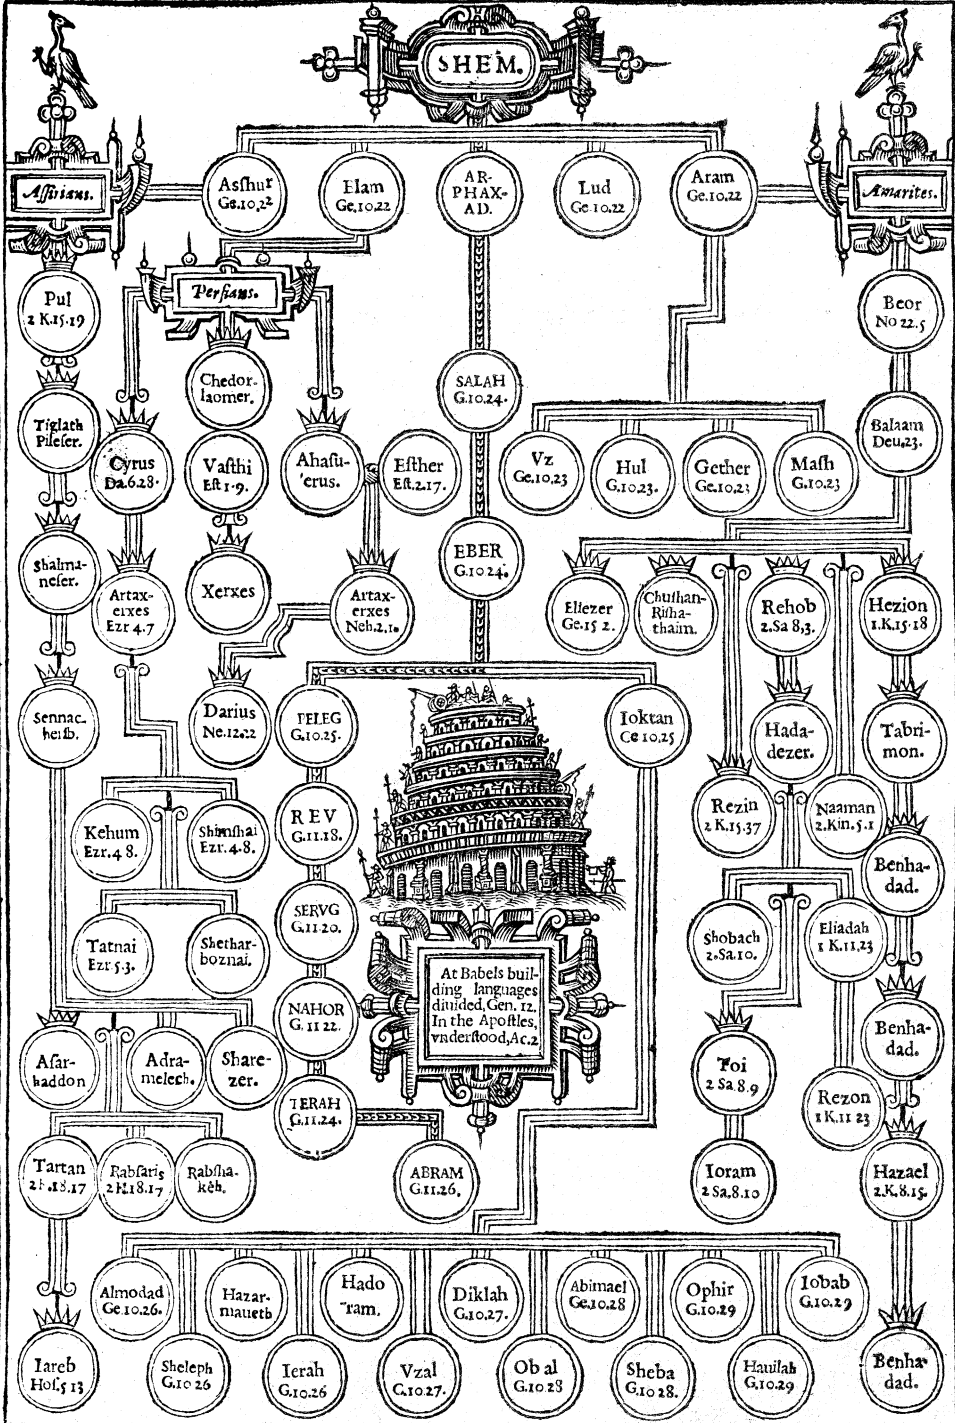 SHEM.
Assirians.
Asſhur
Ge.10.22
Elam
Ge.10.22
AR-
PHAX-
AD.
Lud
Ge.10.22
Aram
Ge.10.22
Amarites.
Pul
2 K.15.19
Perſians.
Beor
No 22.5
Tiglath
Pileſer.
Chedor-
laomer.
SALAH
G.10.24.
Balaam
Deu.23.
Cyrus
Da.6.28.
Vaſthi
Eſt 1.9.
Ahaſu-
erus.
Eſther
Eſt.2.17.
Vz
Ge.10.23
Hul
G.10.23.
Gether
Ge.10.23
Maſh
G.10.23
Shalma-
neſer.
Artax-
erxes
Ezr 4.7
Xerxes
Artax-
erxes
Neh.2.1.
EBER
G.10.24.
Eliezer
Ge.15 2.
Chuſhan-
Riſha-
thaim.
Rehob
2.Sa 8,3.
Hezion
1.K.15.18
Sennac-
herib.
Darius
Ne.12.22
PELEG
G.10.25.
Ioktan
Ge 10.25
Hada-
dezer.
Tabri-
mon.
Kehum
Ezr.4 8.
Shimſhai
Ezr.4.8.
REV
G.11.18.
Rezin
2 K.15.37
Naaman
2.Kin.5.1
Benha-
dad.
Tatnai
Ezr 5.3.
Shethar-
boznai.
SERVG
G.11.20.
Shobach
2.Sa.10.
Eliadah
1 K.11.23
At Babels buil-
ding languages
diuided, Gen. 12,
In the Apoſtles,
vnderſtood, Ac.2
NAHOR
G.11 22.
Benha-
dad.
Aſar-
haddon
Adra-
melech.
Share-
zer.
TERAH
G.11.24.
Toi
2 Sa.8.9
Rezon
1 K.11 23
Tartan
2 K.18.17
Rabſaris
2 K.18.17
Rabſha-
keh.
ABRAM
G.11.26.
Ioram
2 Sa.8.10
Hazael
2.K.8.15.
Almodad
Ge.10.26.
Hazar-
maueth
Hado
ram.
Diklah
G.10.27.
Abimael
Ge.10.28
Ophir
G.10.29
Iobab
G.10.29
Iareb
Hoſ.5 13
Sheleph
G.10 26
Ierah
G.10.26
Vzal
G.10.27.
Ob al
G.10.28
Sheba
G.10 28.
Hauilah
G.10.29
Benha-
dad.